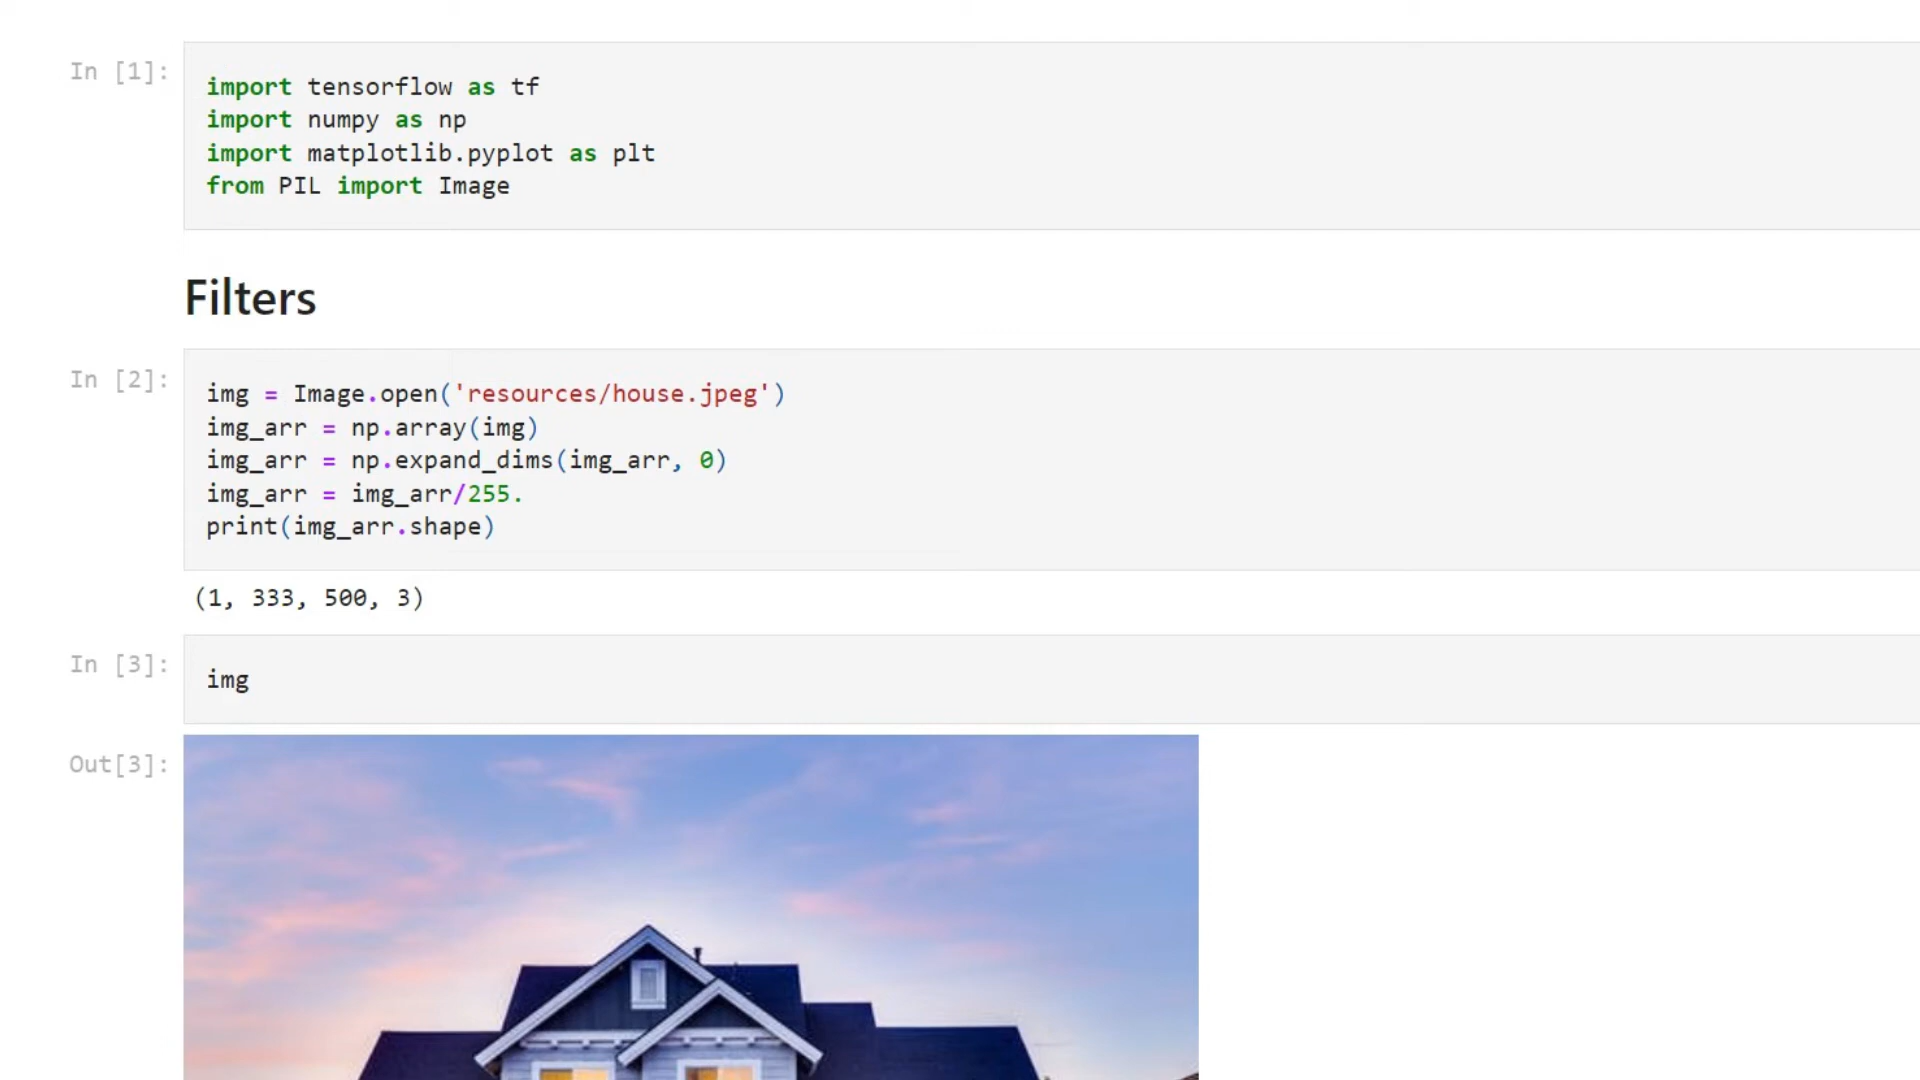 In [1]:
import tensorflow as tf
import numpy as np
import matplotlib.pyplot as plt
from PIL import Image
Filters
In [2]:
img = Image.open('resources/house.jpeg')
img_arr = np.array(img)
img_arr = np.expand_dims(img_arr, 0)
img_arr = img_arr/255.
print(img_arr.shape)
(1, 333, 500, 3)
In [3]:
img
Out[3]: